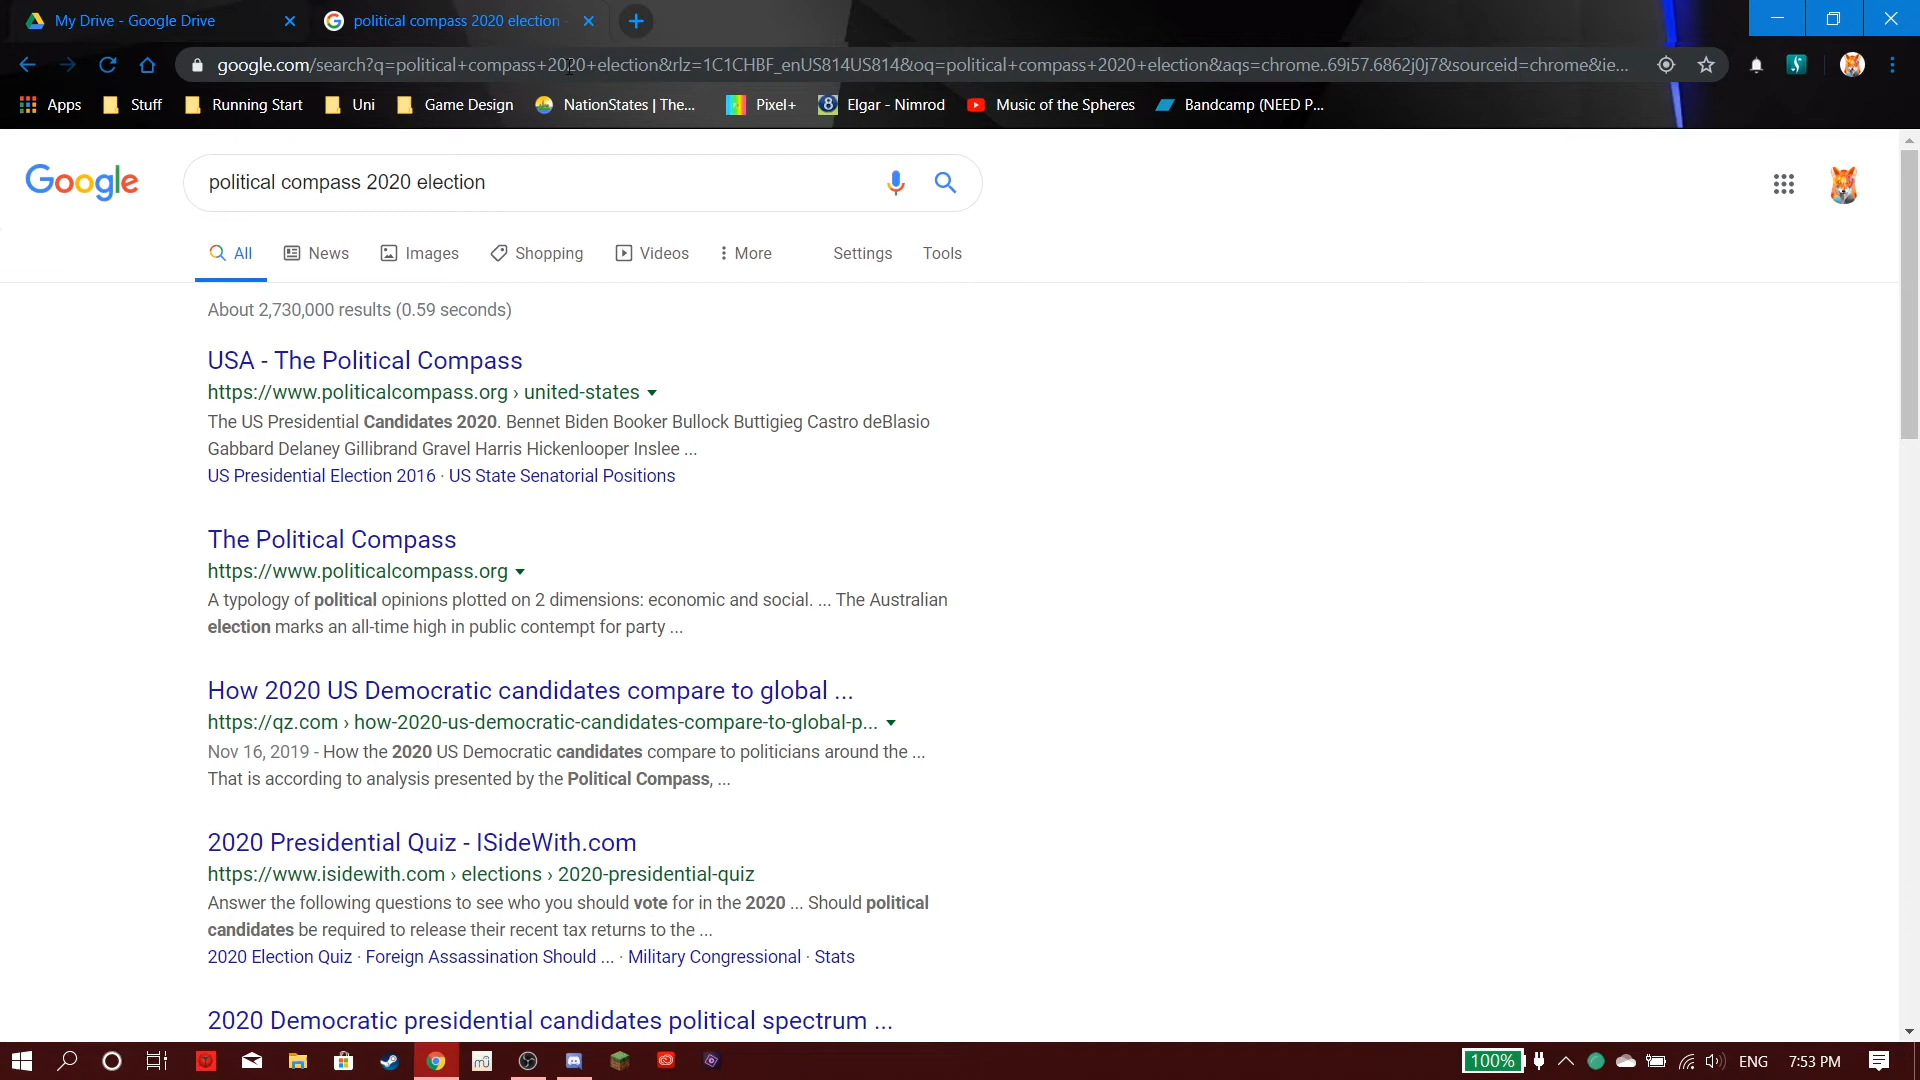 My Drive - Google Drive
political compass 2020 election
google.com/search?q=political+compass+2020+election&rlz=1C1CHBF_enUS814US814&oq=political+compass+2020+election&aqs=chrome..69i57.6862j0j7&sourceid=chrome&ie...
Apps Stuff Running Start Uni Game Design NationStates | The... Pixel+ Elgar - Nimrod Music of the Spheres Bandcamp (NEED P...
Google political compass 2020 election
All News Images Shopping Videos More Settings Tools
About 2,730,000 results (0.59 seconds)
USA - The Political Compass
https://www.politicalcompass.org › united-states
The US Presidential Candidates 2020. Bennet Biden Booker Bullock Buttigieg Castro deBlasio
Gabbard Delaney Gillibrand Gravel Harris Hickenlooper Inslee ...
US Presidential Election 2016 · US State Senatorial Positions
The Political Compass
https://www.politicalcompass.org
A typology of political opinions plotted on 2 dimensions: economic and social. ... The Australian
election marks an all-time high in public contempt for party ...
How 2020 US Democratic candidates compare to global ...
https://qz.com › how-2020-us-democratic-candidates-compare-to-global-p...
Nov 16, 2019 - How the 2020 US Democratic candidates compare to politicians around the ...
That is according to analysis presented by the Political Compass, ...
2020 Presidential Quiz - ISideWith.com
https://www.isidewith.com › elections › 2020-presidential-quiz
Answer the following questions to see who you should vote for in the 2020 ... Should political
candidates be required to release their recent tax returns to the ...
2020 Election Quiz · Foreign Assassination Should ... · Military Congressional · Stats
2020 Democratic presidential candidates political spectrum ...
100% ENG 7:53 PM